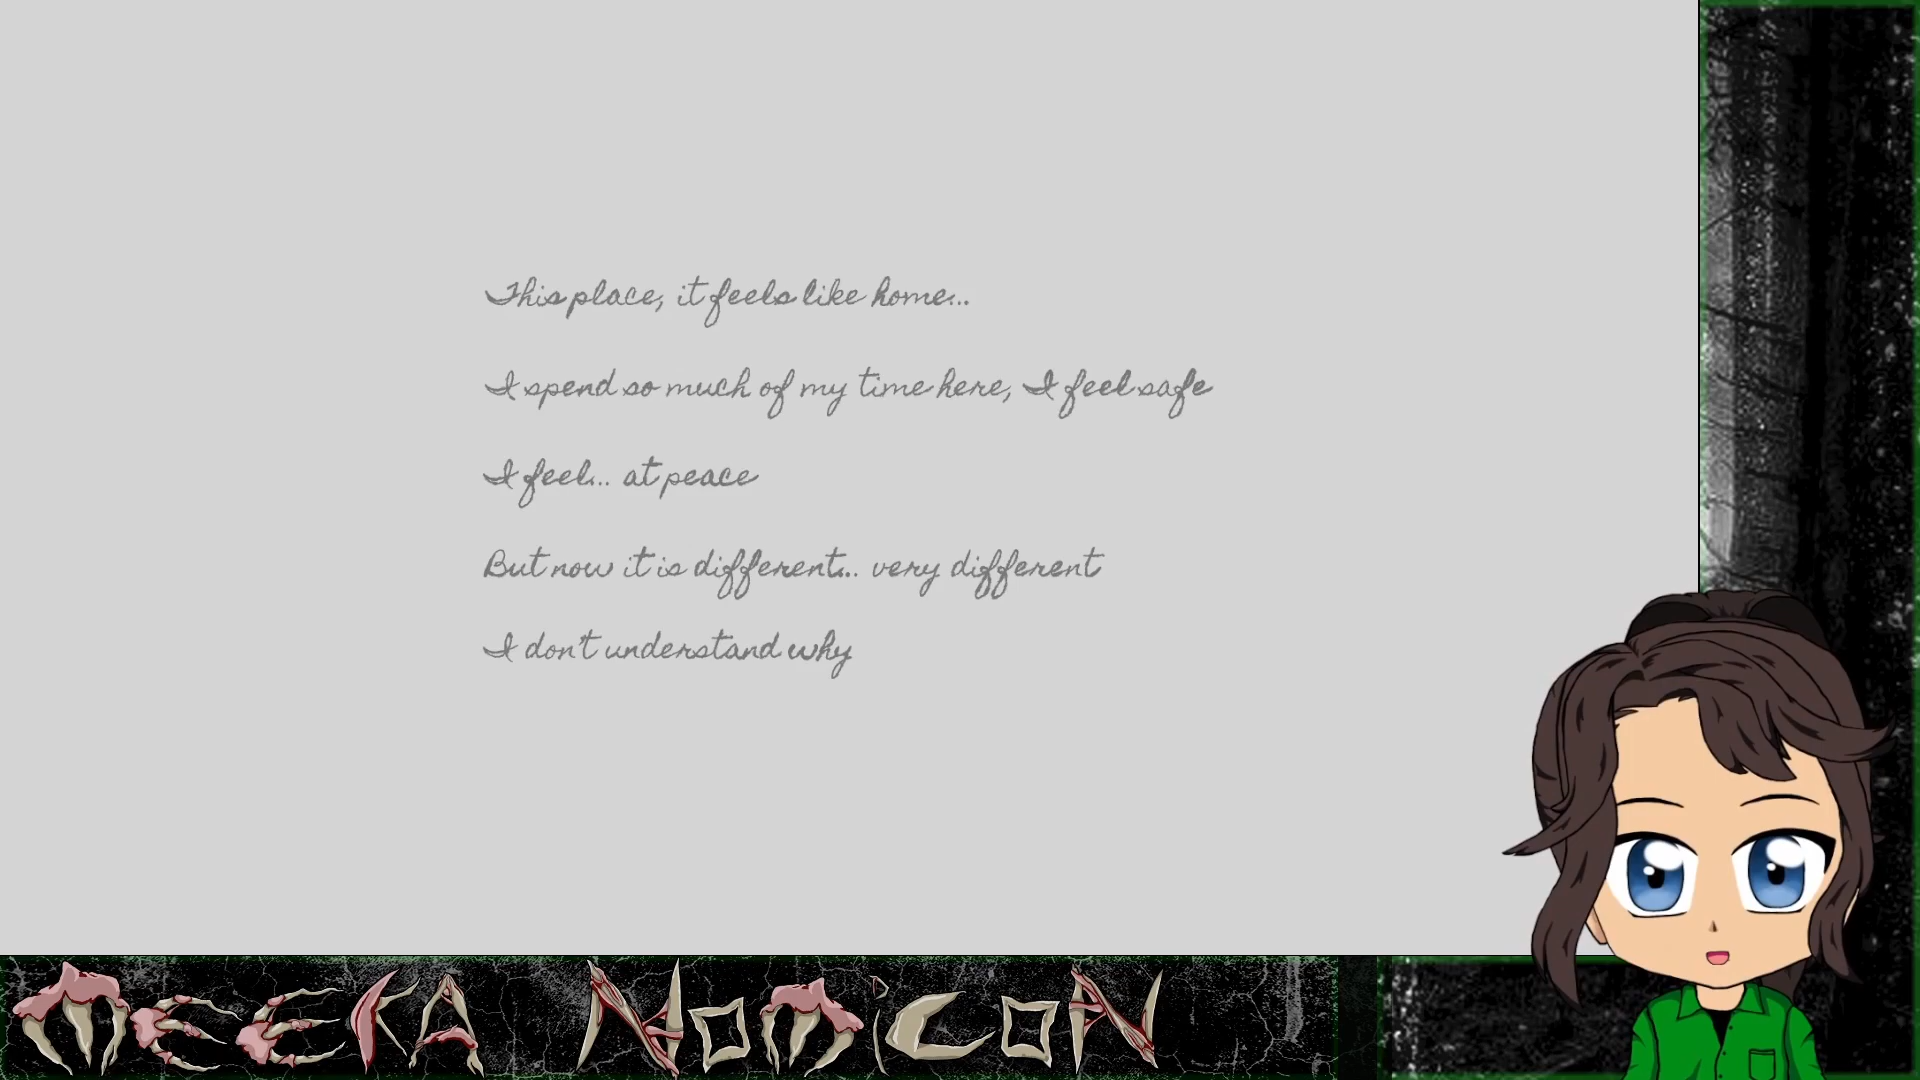 This place, it feels like home...
I spend so much of my time here, I feel safe
I feel... at peace
But now it is different... very different
I don't understand why
MEEKA NOMiCON